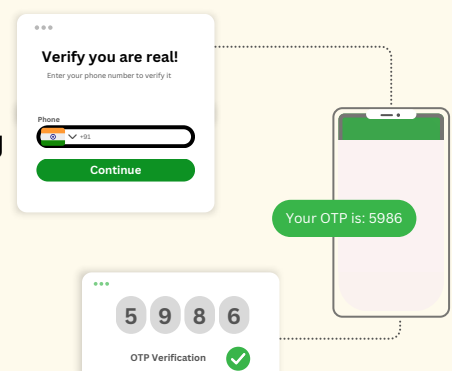 Verify you are real!
Enter your phone number to verify it
Phone
+91
Continue
Your OTP is: 5986
5 9 8 6
OTP Verification